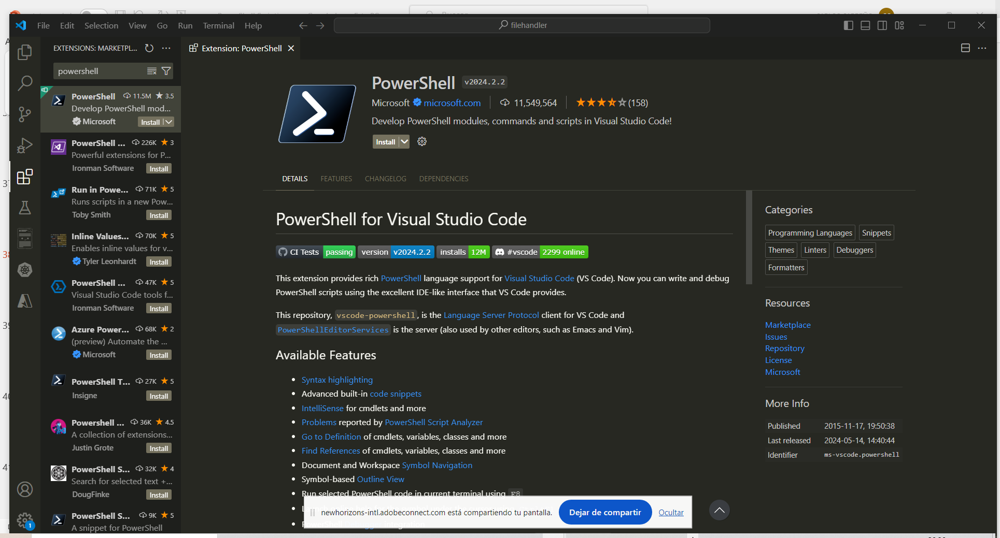 File Edit Selection View Go Run Terminal Help
filehandler
EXTENSIONS: MARKETPL...
Extension: PowerShell
powershell
PowerShell 11.5M 3.5
Develop PowerShell mod...
Microsoft Install
PowerShell ... 226K 3
Powerful extensions for P...
Ironman Software Install
Run in Powe... 71K 5
Runs scripts in a new Pow...
Toby Smith Install
Inline Values... 70K 5
Enables inline values for v...
Tyler Leonhardt Install
PowerShell ... 47K 5
Visual Studio Code tools f...
Ironman Software Install
Azure Power... 68K 2
(preview) Automate the ...
Microsoft Install
PowerShell T... 27K 5
Insigne Install
Powershell ... 36K 4.5
A collection of extensions...
Justin Grote Install
PowerShell S... 32K 4
Search for selected text +...
DougFinke Install
PowerShell S... 9K 5
A snippet for PowerShell
1
PowerShell v2024.2.2
Microsoft microsoft.com 11,549,564 (158)
Develop PowerShell modules, commands and scripts in Visual Studio Code!
Install
DETAILS FEATURES CHANGELOG DEPENDENCIES
PowerShell for Visual Studio Code
CI Tests passing version v2024.2.2 installs 12M #vscode 2299 online
This extension provides rich PowerShell language support for Visual Studio Code (VS Code). Now you can write and debug
PowerShell scripts using the excellent IDE-like interface that VS Code provides.
This repository, vscode-powershell, is the Language Server Protocol client for VS Code and
PowerShellEditorServices is the server (also used by other editors, such as Emacs and Vim).
Available Features
• Syntax highlighting
• Advanced built-in code snippets
• IntelliSense for cmdlets and more
• Problems reported by PowerShell Script Analyzer
• Go to Definition of cmdlets, variables, classes and more
• Find References of cmdlets, variables, classes and more
• Document and Workspace Symbol Navigation
• Symbol-based Outline View
• Run selected PowerShell code in current terminal using F8
newhorizons-intl.adobeconnect.com está compartiendo tu pantalla. Dejar de compartir Ocultar
Categories
Programming Languages Snippets
Themes Linters Debuggers
Formatters
Resources
Marketplace
Issues
Repository
License
Microsoft
More Info
Published 2015-11-17, 19:50:38
Last released 2024-05-14, 14:40:44
Identifier ms-vscode.powershell
37
38
39
40
41